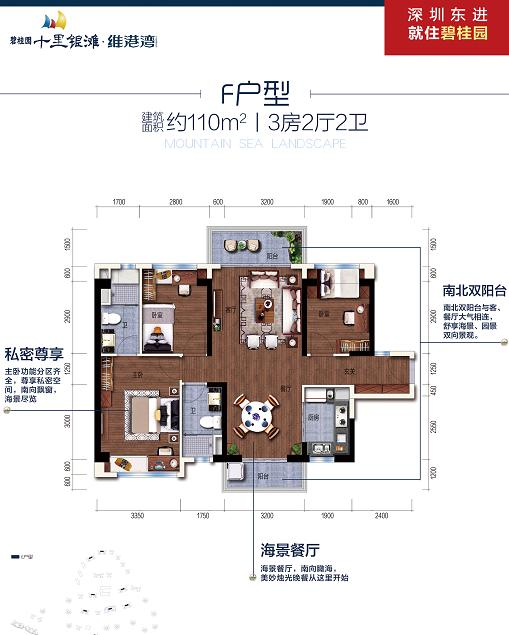 碧桂园 十里银滩·维港湾
深圳东进
就住碧桂园
F户型
建筑面积 约110m²丨3房2厅2卫
MOUNTAIN SEA LANDSCAPE
1700 2800 600 3200 1900 800 1600
阳台
1500
600
2900
1250
3000
600
600
1500
600
2900
1250
450
2550
1200
卧室
卫
客厅
卧室
主卧
卫
餐厅
玄关
厨房
阳台
3350 1750 3200 1900 2400
南北双阳台
南北双阳台与客、
餐厅大气相连，
舒享海景、园景
双向景观。
私密尊享
主卧功能分区齐
全，尊享私密空
间，南向飘窗，
海景尽览
海景餐厅
海景餐厅，南向瞰海，
美妙烛光晚餐从这里开始